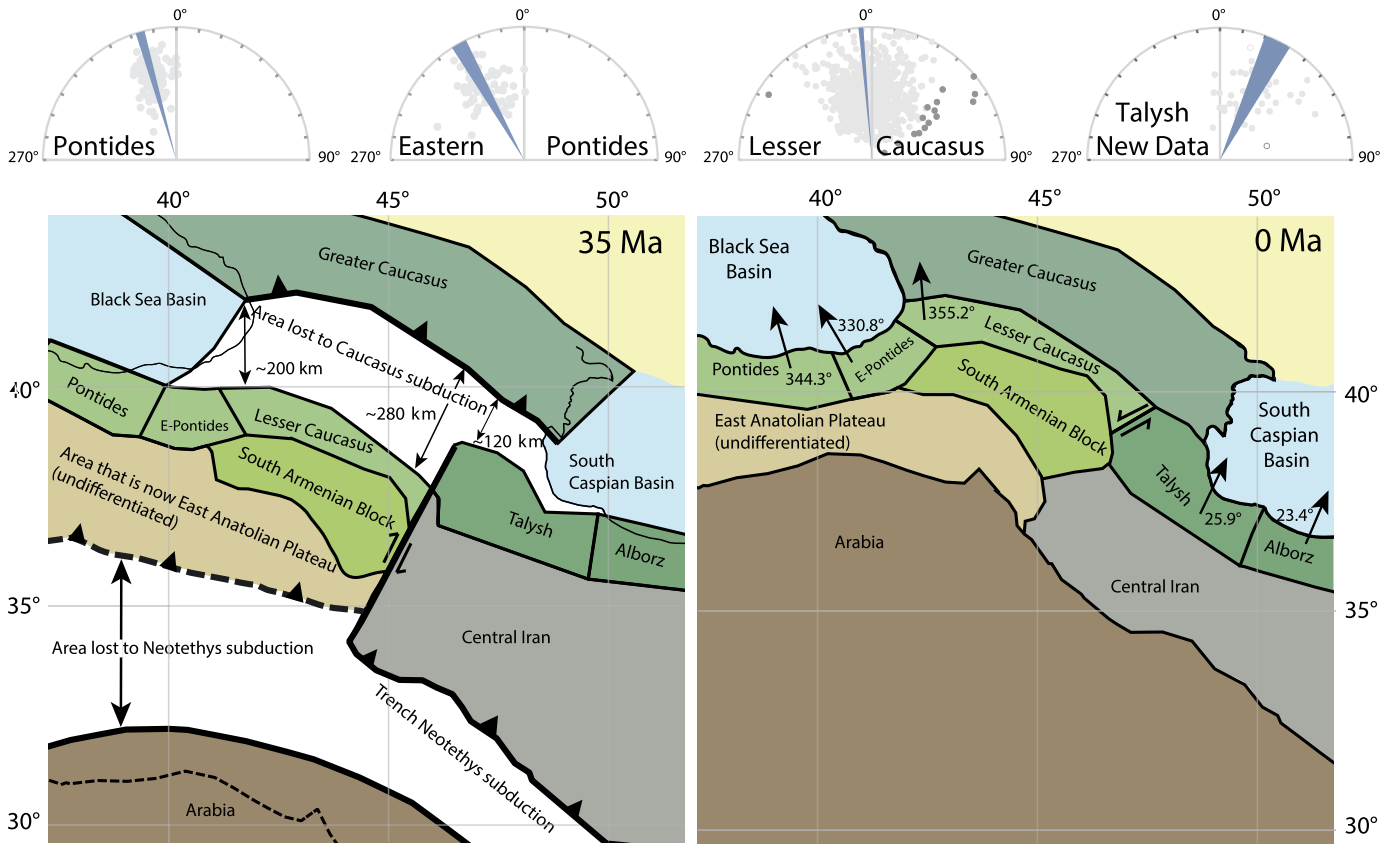 0°
0°
0°
0°
Pontides
Eastern Pontides
Lesser Caucasus
Talysh
New Data
270°
90°
270°
90°
270°
90°
270°
90°
40°
45°
50°
35 Ma
Greater Caucasus
Black Sea Basin
Area lost to Caucasus subduction
~200 km
~280 km
~120 km
40°
Pontides
E-Pontides
Lesser Caucasus
South Armenian Block
South
Caspian Basin
Talysh
Alborz
Area that is now East Anatolian Plateau
(undifferentiated)
35°
Area lost to Neotethys subduction
Central Iran
Trench Neotethys subduction
30°
Arabia
40°
45°
50°
0 Ma
Black Sea
Basin
Greater Caucasus
355.2°
330.8°
344.3°
Lesser Caucasus
Pontides
E-Pontides
South Armenian Block
40°
East Anatolian Plateau
(undifferentiated)
South
Caspian
Basin
Talysh
25.9°
23.4°
Alborz
Arabia
Central Iran
35°
30°